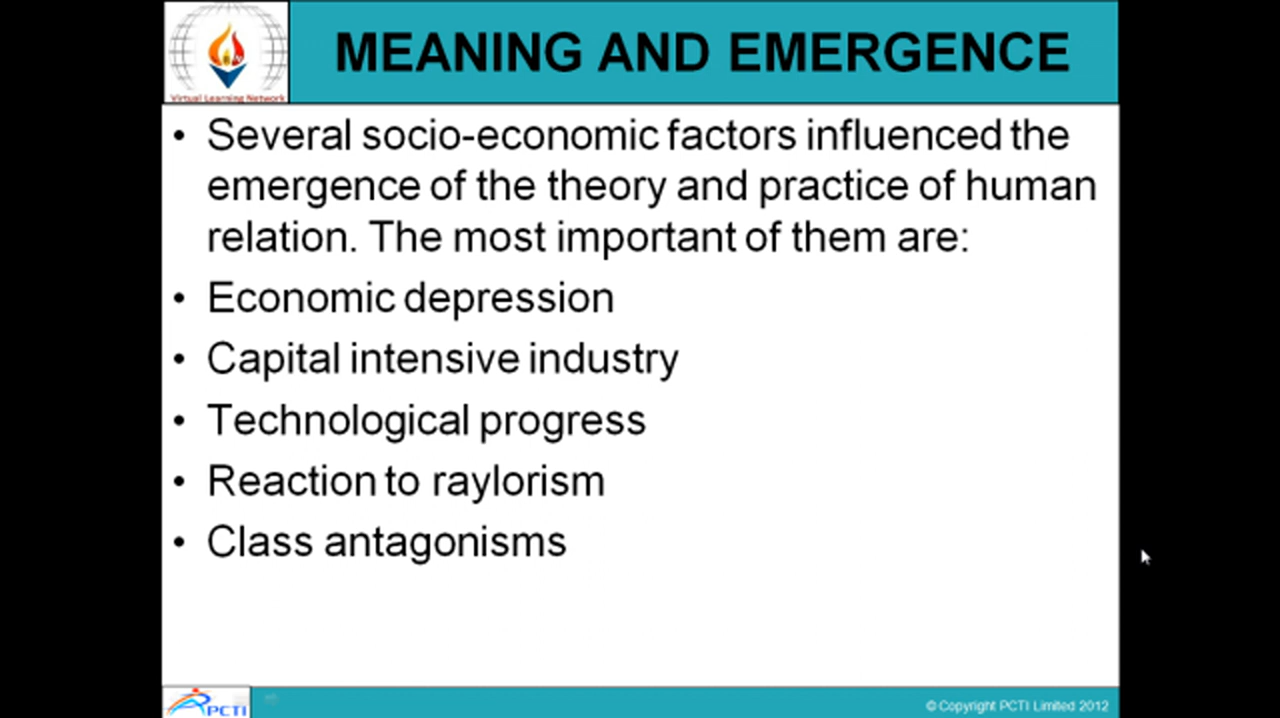 MEANING AND EMERGENCE
Virtual Learning Network
• Several socio-economic factors influenced the
emergence of the theory and practice of human
relation. The most important of them are:
• Economic depression
• Capital intensive industry
• Technological progress
• Reaction to raylorism
• Class antagonisms
PCTI
© Copyright PCTI Limited 2012